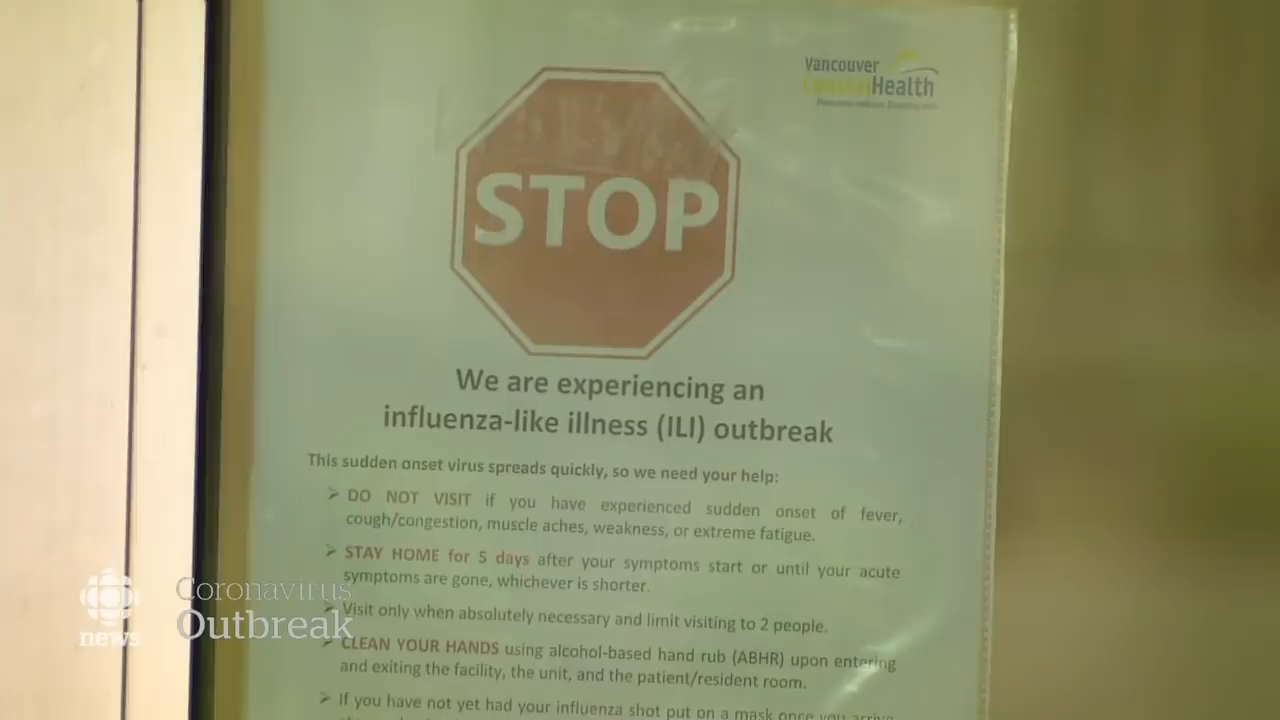 Vancouver
CoastalHealth
STOP
We are experiencing an
influenza-like illness (ILI) outbreak
This sudden onset virus spreads quickly, so we need your help:
➢ DO NOT VISIT if you have experienced sudden onset of fever,
cough/congestion, muscle aches, weakness, or extreme fatigue.
➢ STAY HOME for 5 days after your symptoms start or until your acute
symptoms are gone, whichever is shorter.
➢ Visit only when absolutely necessary and limit visiting to 2 people.
➢ CLEAN YOUR HANDS using alcohol-based hand rub (ABHR) upon entering
and exiting the facility, the unit, and the patient/resident room.
➢ If you have not yet had your influenza shot put on a mask once you arrive
news
Coronavirus
Outbreak